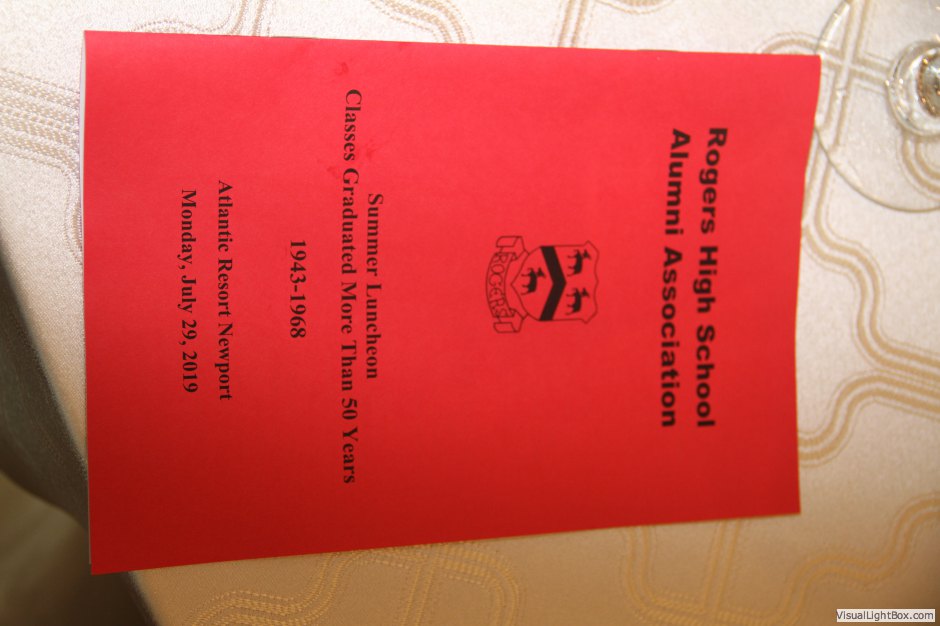 Rogers High School
Alumni Association
ROGERS
Summer Luncheon
Classes Graduated More Than 50 Years
1943-1968
Atlantic Resort Newport
Monday, July 29, 2019
VisualLightBox.com